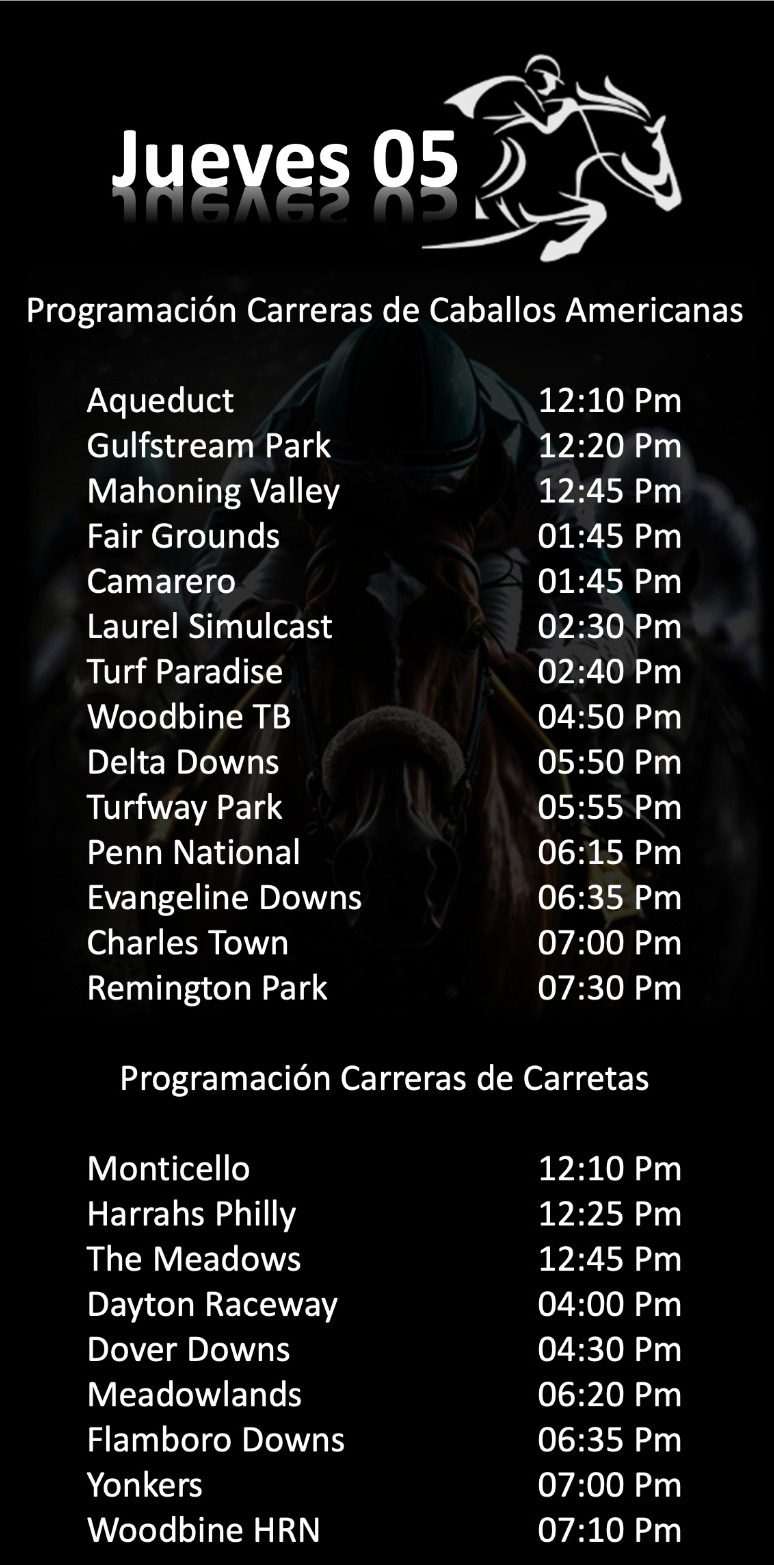 Jueves 05
Programación Carreras de Caballos Americanas
Aqueduct 12:10 Pm
Gulfstream Park 12:20 Pm
Mahoning Valley 12:45 Pm
Fair Grounds 01:45 Pm
Camarero 01:45 Pm
Laurel Simulcast 02:30 Pm
Turf Paradise 02:40 Pm
Woodbine TB 04:50 Pm
Delta Downs 05:50 Pm
Turfway Park 05:55 Pm
Penn National 06:15 Pm
Evangeline Downs 06:35 Pm
Charles Town 07:00 Pm
Remington Park 07:30 Pm
Programación Carreras de Carretas
Monticello 12:10 Pm
Harrahs Philly 12:25 Pm
The Meadows 12:45 Pm
Dayton Raceway 04:00 Pm
Dover Downs 04:30 Pm
Meadowlands 06:20 Pm
Flamboro Downs 06:35 Pm
Yonkers 07:00 Pm
Woodbine HRN 07:10 Pm